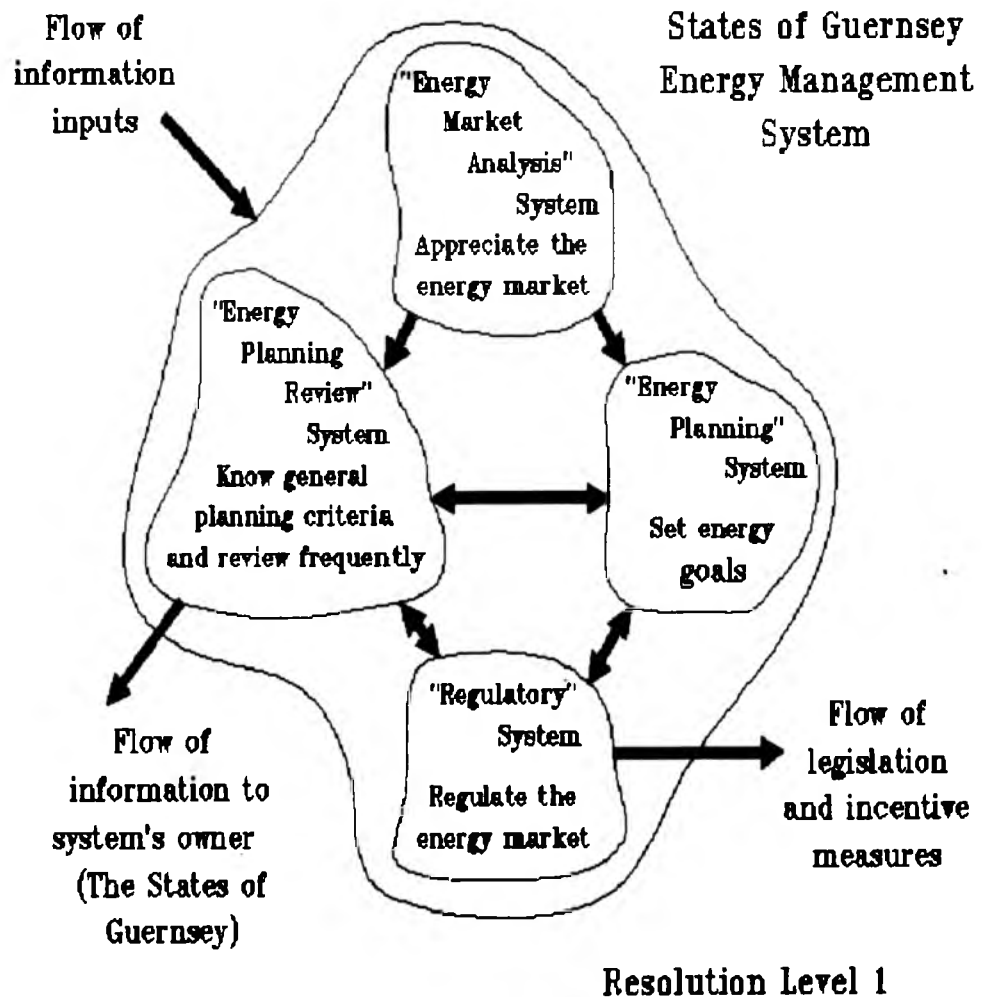 Flow of
information
inputs
States of Guernsey
Energy Management
System
"Energy
Market
Analysis"
System
Appreciate the
energy market
"Energy
Planning
Review"
System
Know general
planning criteria
and review frequently
"Energy
Planning"
System
Set energy
goals
"Regulatory"
System
Regulate the
energy market
Flow of
information to
system's owner
(The States of
Guernsey)
Flow of
legislation
and incentive
measures
Resolution Level 1